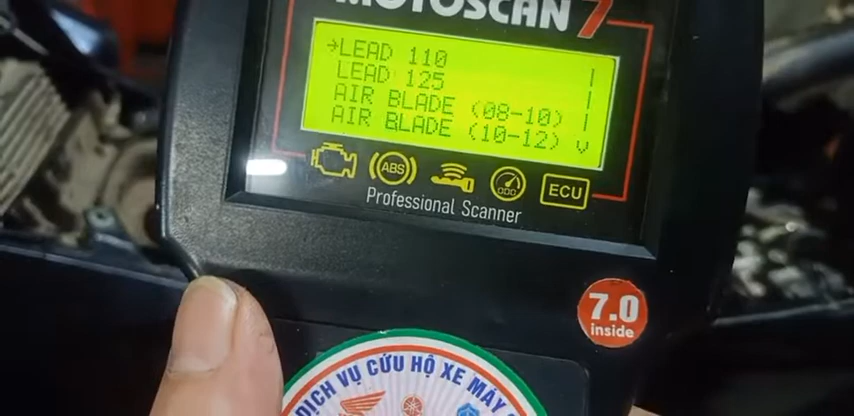 MOTOSCAN 7
→LEAD 110
LEAD 125
AIR BLADE (08-10)
AIR BLADE (10-12)
ABS
ECU
Professional Scanner
7.0
inside
DỊCH VỤ CỨU HỘ XE MÁY